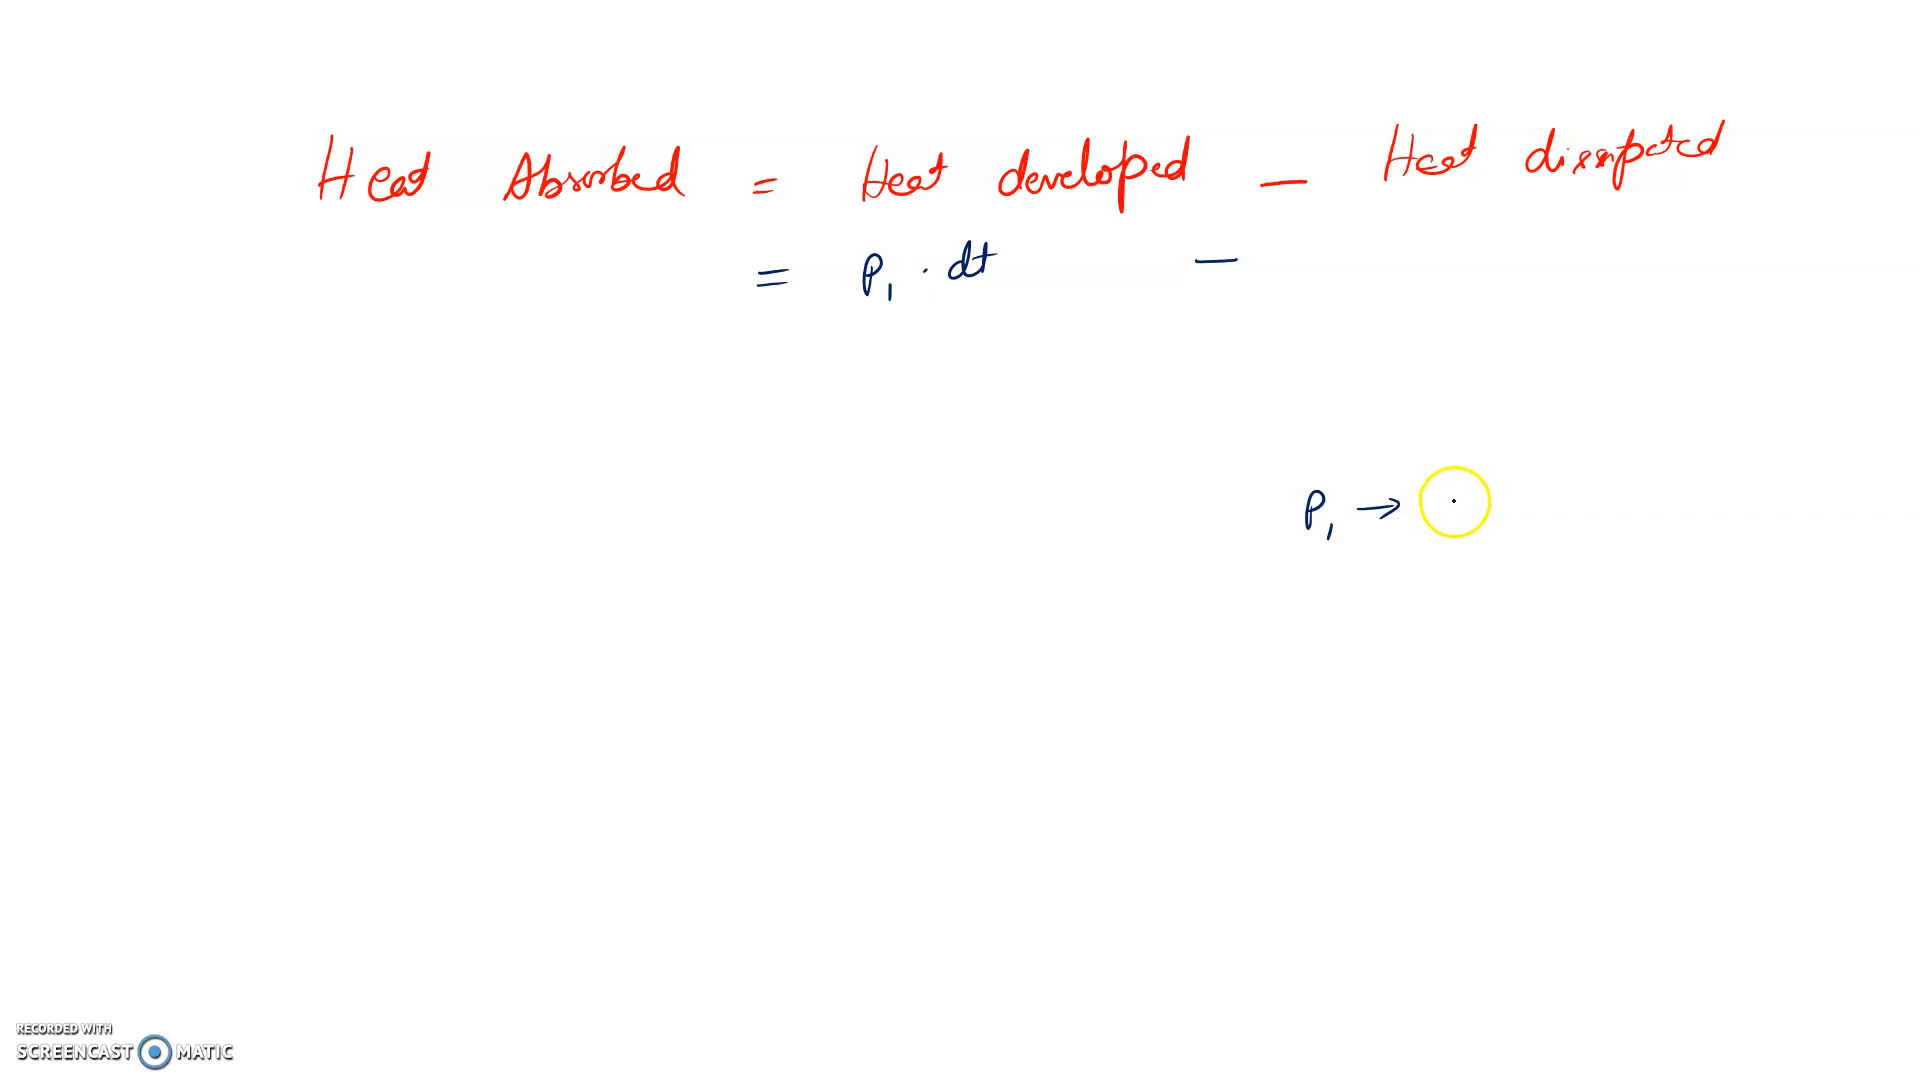 Heat Absorbed = Heat developed — Heat dissipated
= P₁ · dt —
P₁ →
RECORDED WITH
SCREENCAST MATIC